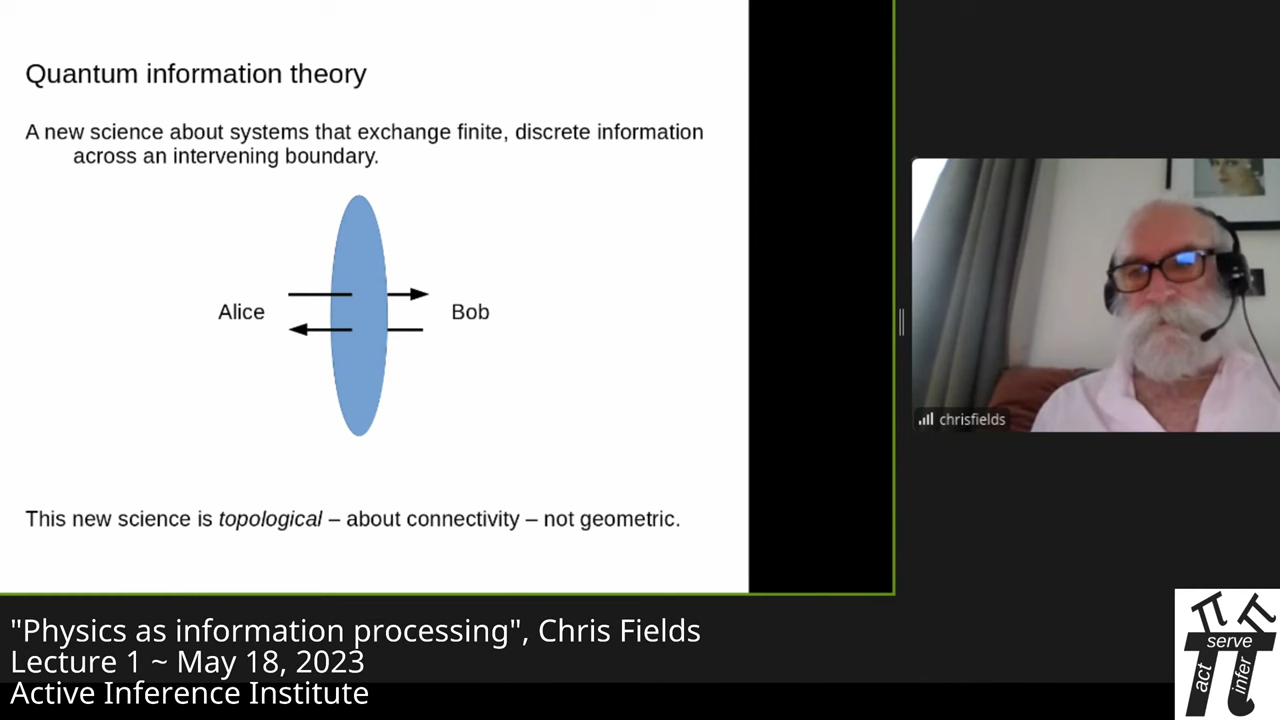 Quantum information theory
A new science about systems that exchange finite, discrete information
across an intervening boundary.
Alice
Bob
This new science is topological – about connectivity – not geometric.
chrisfields
"Physics as information processing", Chris Fields
Lecture 1 ~ May 18, 2023
Active Inference Institute
serve
act
infer